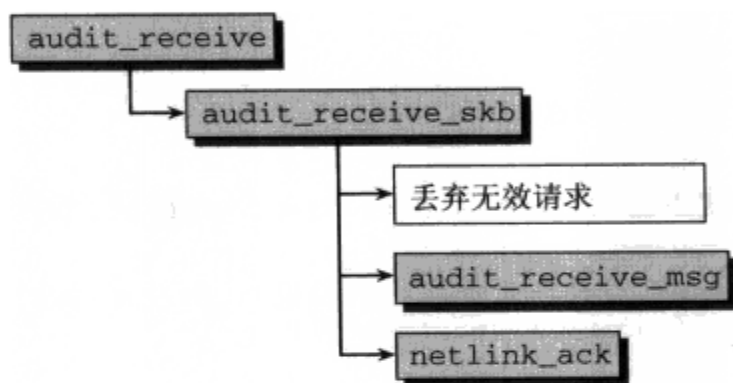 audit_receive
audit_receive_skb
丢弃无效请求
audit_receive_msg
netlink_ack